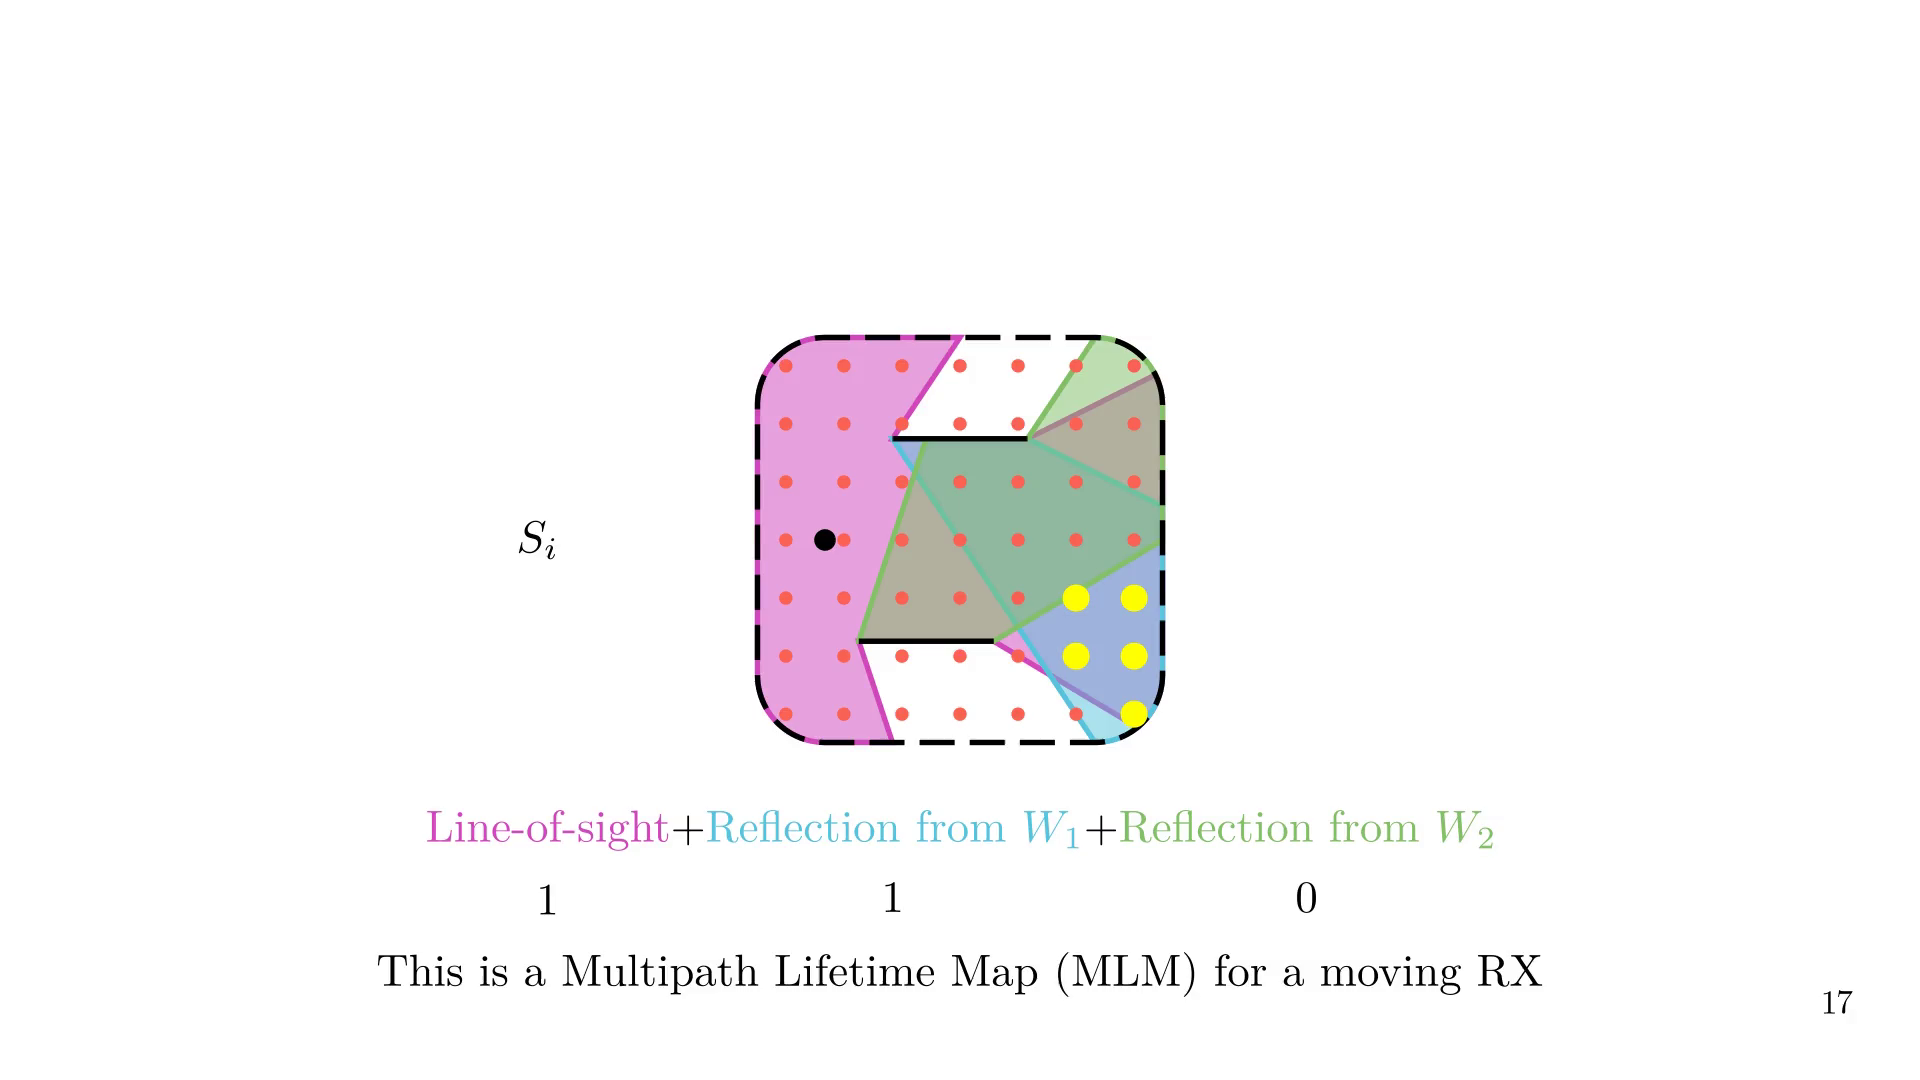 S_i
Line-of-sight+Reflection from W_1+Reflection from W_2
1 1 0
This is a Multipath Lifetime Map (MLM) for a moving RX
17